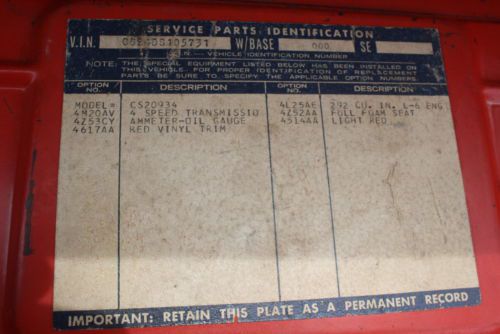 SERVICE PARTS IDENTIFICATION
V.I.N. W/BASE 000 SE
V.I.N. - VEHICLE IDENTIFICATION NUMBER
NOTE: THE SPECIAL EQUIPMENT LISTED BELOW HAS BEEN INSTALLED ON
THIS VEHICLE. FOR PROPER IDENTIFICATION OF REPLACEMENT
PARTS BE SURE TO SPECIFY THE APPLICABLE OPTION NUMBERS.
OPTION NO. DESCRIPTION OPTION NO. DESCRIPTION
MODEL= CS20934 4L25AE 292 CU. IN. L-6 ENG
4M20AV 4 SPEED TRANSMISSIO 4Z52AA FULL FOAM SEAT
4Z53CY AMMETER-OIL GAUGE 4514AA LIGHT RED
4617AA RED VINYL TRIM
IMPORTANT: RETAIN THIS PLATE AS A PERMANENT RECORD